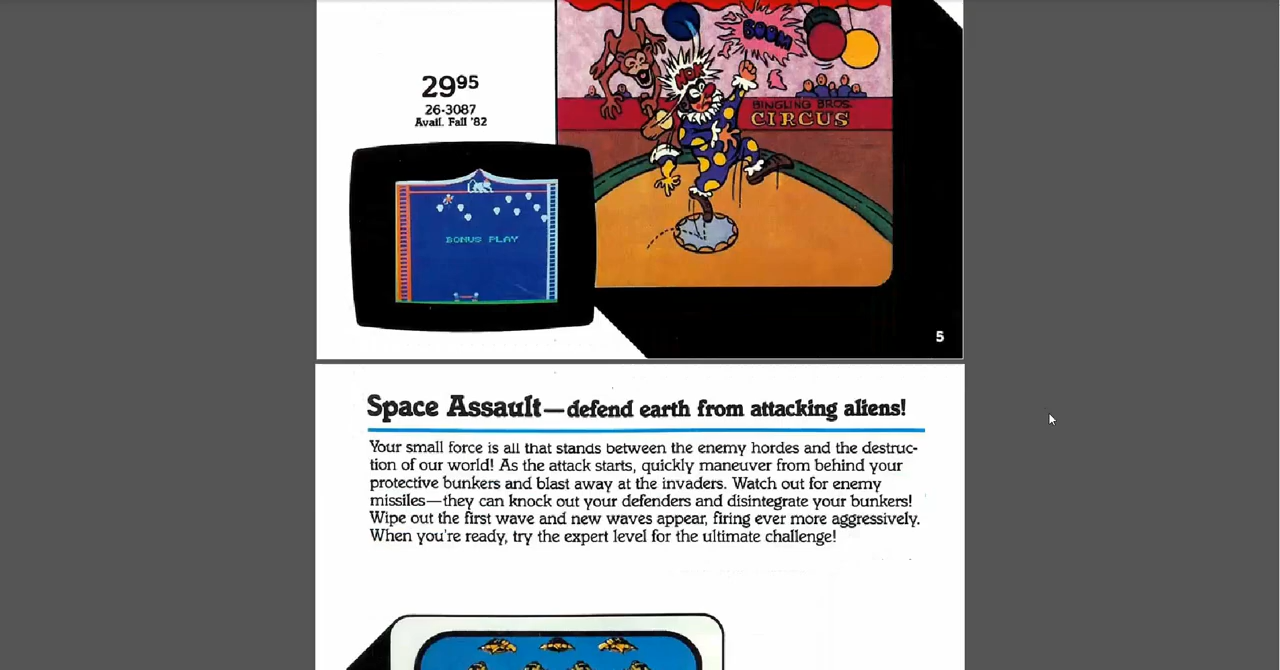 BOOM
NOK
29⁹⁵
26-3087
Avail. Fall '82
BINGLING BROS.
CIRCUS
BONUS PLAY
5
Space Assault—defend earth from attacking aliens!
Your small force is all that stands between the enemy hordes and the destruc-
tion of our world! As the attack starts, quickly maneuver from behind your
protective bunkers and blast away at the invaders. Watch out for enemy
missiles—they can knock out your defenders and disintegrate your bunkers!
Wipe out the first wave and new waves appear, firing ever more aggressively.
When you're ready, try the expert level for the ultimate challenge!